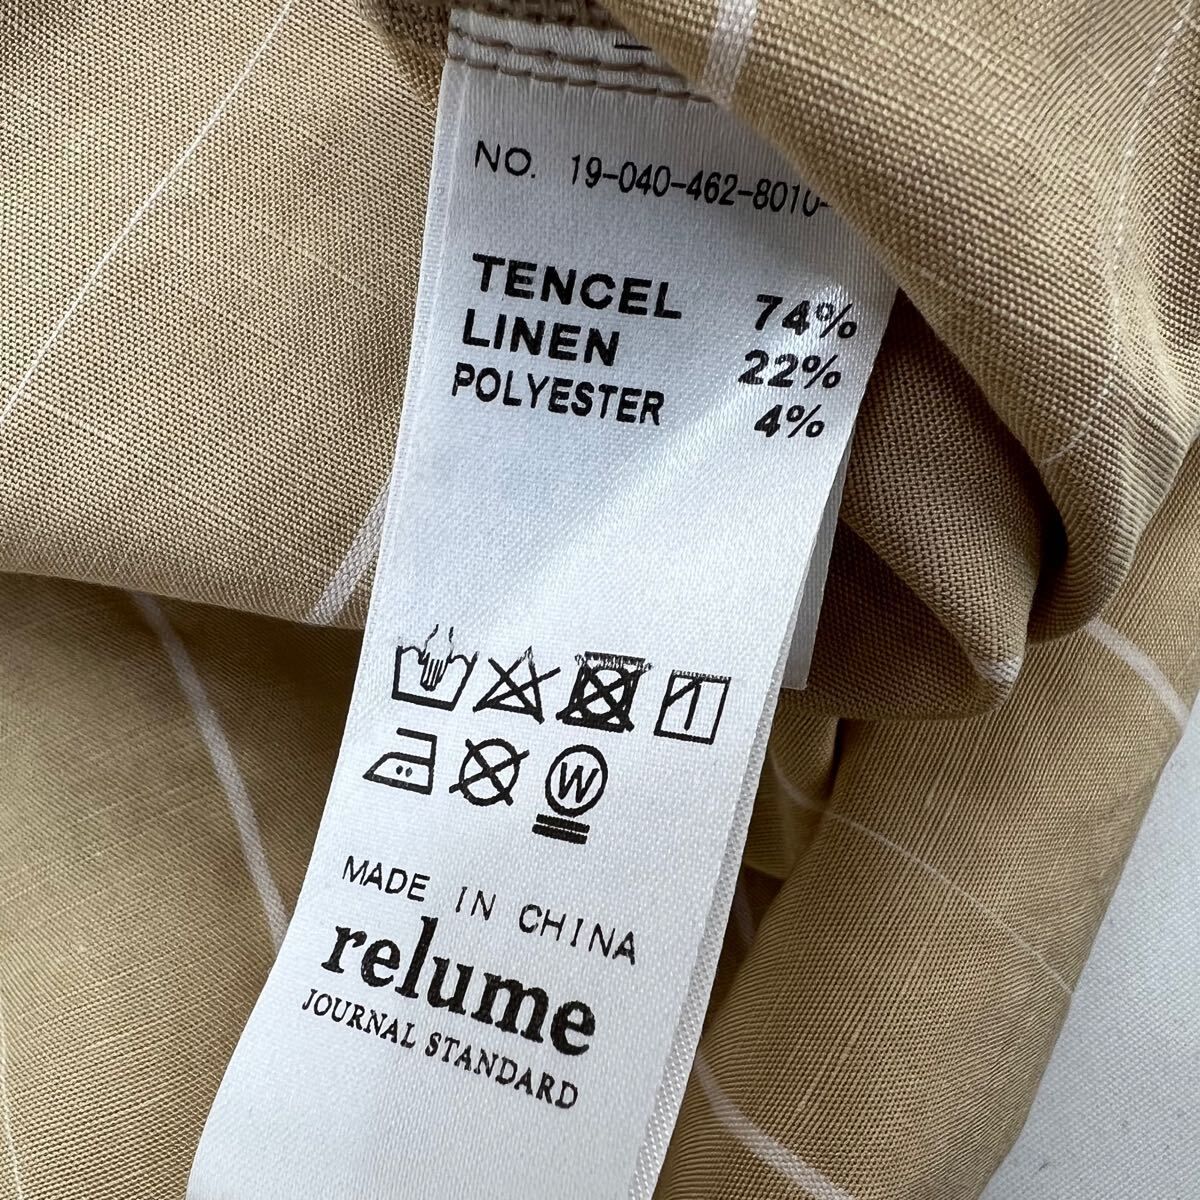 NO. 19-040-462-8010-
TENCEL 74%
LINEN 22%
POLYESTER 4%
W
MADE IN CHINA
relume
JOURNAL STANDARD